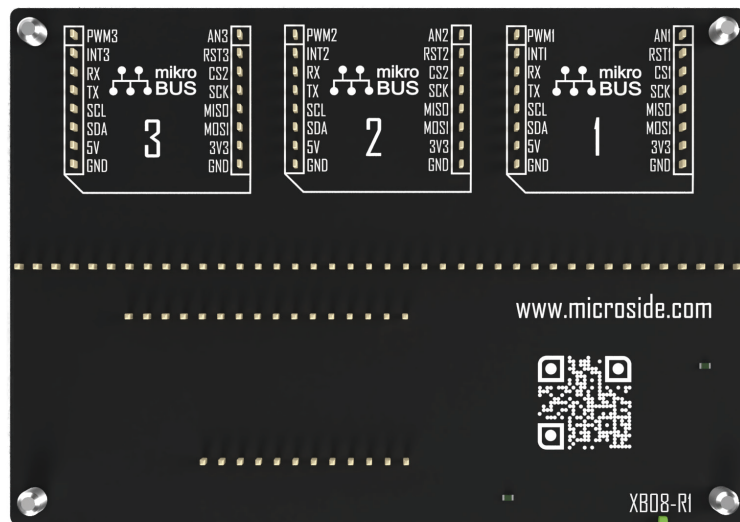 PWM3 AN3
INT3 RST3
RX mikro CS2
TX BUS SCK
SCL MISO
SDA 3 MOSI
5V 3V3
GND GND
PWM2 AN2
INT2 RST2
RX mikro CS2
TX BUS SCK
SCL MISO
SDA 2 MOSI
5V 3V3
GND GND
PWM1 AN1
INT1 RST1
RX mikro CS1
TX BUS SCK
SCL MISO
SDA 1 MOSI
5V 3V3
GND GND
www.microside.com
XB08-R1